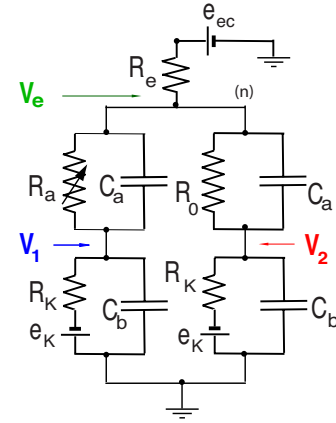 e_ec
R_e
V_e
(n)
R_a C_a R_0 C_a
V_1 V_2
R_K C_b R_K C_b
e_K e_K